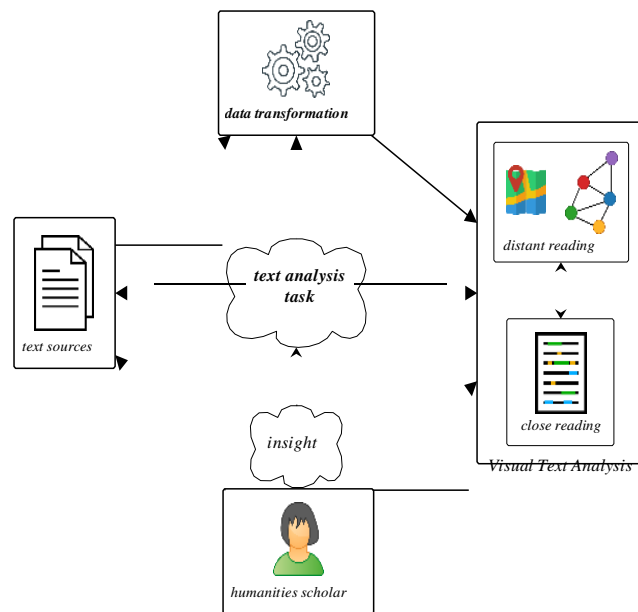 data transformation
distant reading
text analysis
task
text sources
close reading
insight
Visual Text Analysis
humanities scholar